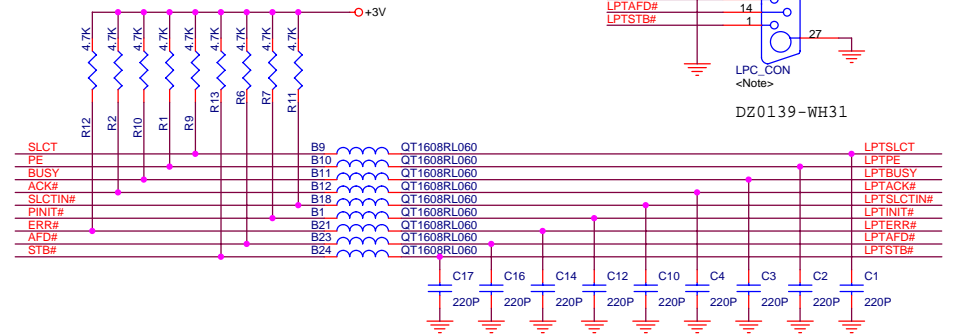 +3V
LPTAFD# 14
LPTSTB# 1
27
LPC_CON
<Note>
DZ0139-WH31
4.7K 4.7K 4.7K 4.7K 4.7K 4.7K 4.7K 4.7K 4.7K
R12 R2 R10 R1 R9 R13 R6 R7 R11
SLCT B9 QT1608RL060 LPTSLCT
PE B10 QT1608RL060 LPTPE
BUSY B11 QT1608RL060 LPTBUSY
ACK# B12 QT1608RL060 LPTACK#
SLCTIN# B18 QT1608RL060 LPTSLCTIN#
PINIT# B1 QT1608RL060 LPTINIT#
ERR# B21 QT1608RL060 LPTERR#
AFD# B23 QT1608RL060 LPTAFD#
STB# B24 QT1608RL060 LPTSTB#
C17 C16 C14 C12 C10 C4 C3 C2 C1
220P 220P 220P 220P 220P 220P 220P 220P 220P